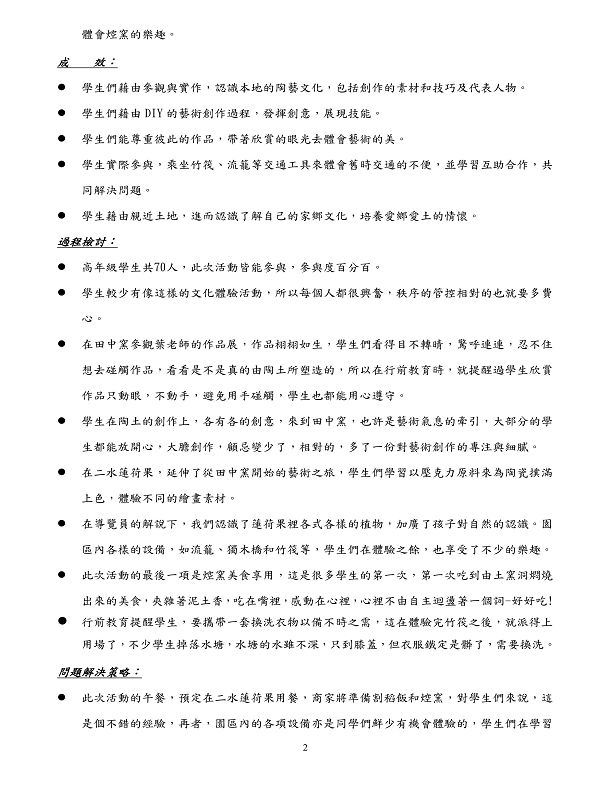 體會焢窯的樂趣。
成　　效：
● 學生們藉由參觀與實作，認識本地的陶藝文化，包括創作的素材和技巧及代表人物。
● 學生們藉由 DIY 的藝術創作過程，發揮創意，展現技能。
● 學生們能尊重彼此的作品，帶著欣賞的眼光去體會藝術的美。
● 學生實際參與，乘坐竹筏、流籠等交通工具來體會舊時交通的不便，並學習互助合作，共
同解決問題。
● 學生藉由親近土地，進而認識了解自己的家鄉文化，培養愛鄉愛土的情懷。
過程檢討：
● 高年級學生共70人，此次活動皆能參與，參與度百分百。
● 學生較少有像這樣的文化體驗活動，所以每個人都很興奮，秩序的管控相對的也就要多費
心。
● 在田中窯參觀葉老師的作品展，作品栩栩如生，學生們看得目不轉睛，驚呼連連，忍不住
想去碰觸作品，看看是不是真的由陶土所塑造的，所以在行前教育時，就提醒過學生欣賞
作品只動眼，不動手，避免用手碰觸，學生也都能用心遵守。
● 學生在陶土的創作上，各有各的創意，來到田中窯，也許是藝術氣息的牽引，大部分的學
生都能放開心，大膽創作，顧忌變少了，相對的，多了一份對藝術創作的專注與細膩。
● 在二水蓮荷果，延伸了從田中窯開始的藝術之旅，學生們學習以壓克力原料來為陶瓷撲滿
上色，體驗不同的繪畫素材。
● 在導覽員的解說下，我們認識了蓮荷果裡各式各樣的植物，加廣了孩子對自然的認識。園
區內各樣的設備，如流籠、獨木橋和竹筏等，學生們在體驗之餘，也享受了不少的樂趣。
● 此次活動的最後一項是焢窯美食享用，這是很多學生的第一次，第一次吃到由土窯洞燜燒
出來的美食，夾雜著泥土香，吃在嘴裡，感動在心裡，心裡不由自主迴盪著一個詞-好好吃!
● 行前教育提醒學生，要攜帶一套換洗衣物以備不時之需，這在體驗完竹筏之後，就派得上
用場了，不少學生掉落水塘，水塘的水雖不深，只到膝蓋，但衣服鐵定是髒了，需要換洗。
問題解決策略：
● 此次活動的午餐，預定在二水蓮荷果用餐，商家將準備割稻飯和焢窯，對學生們來說，這
是個不錯的經驗，再者，園區內的各項設備亦是同學們鮮少有機會體驗的，學生們在學習
2